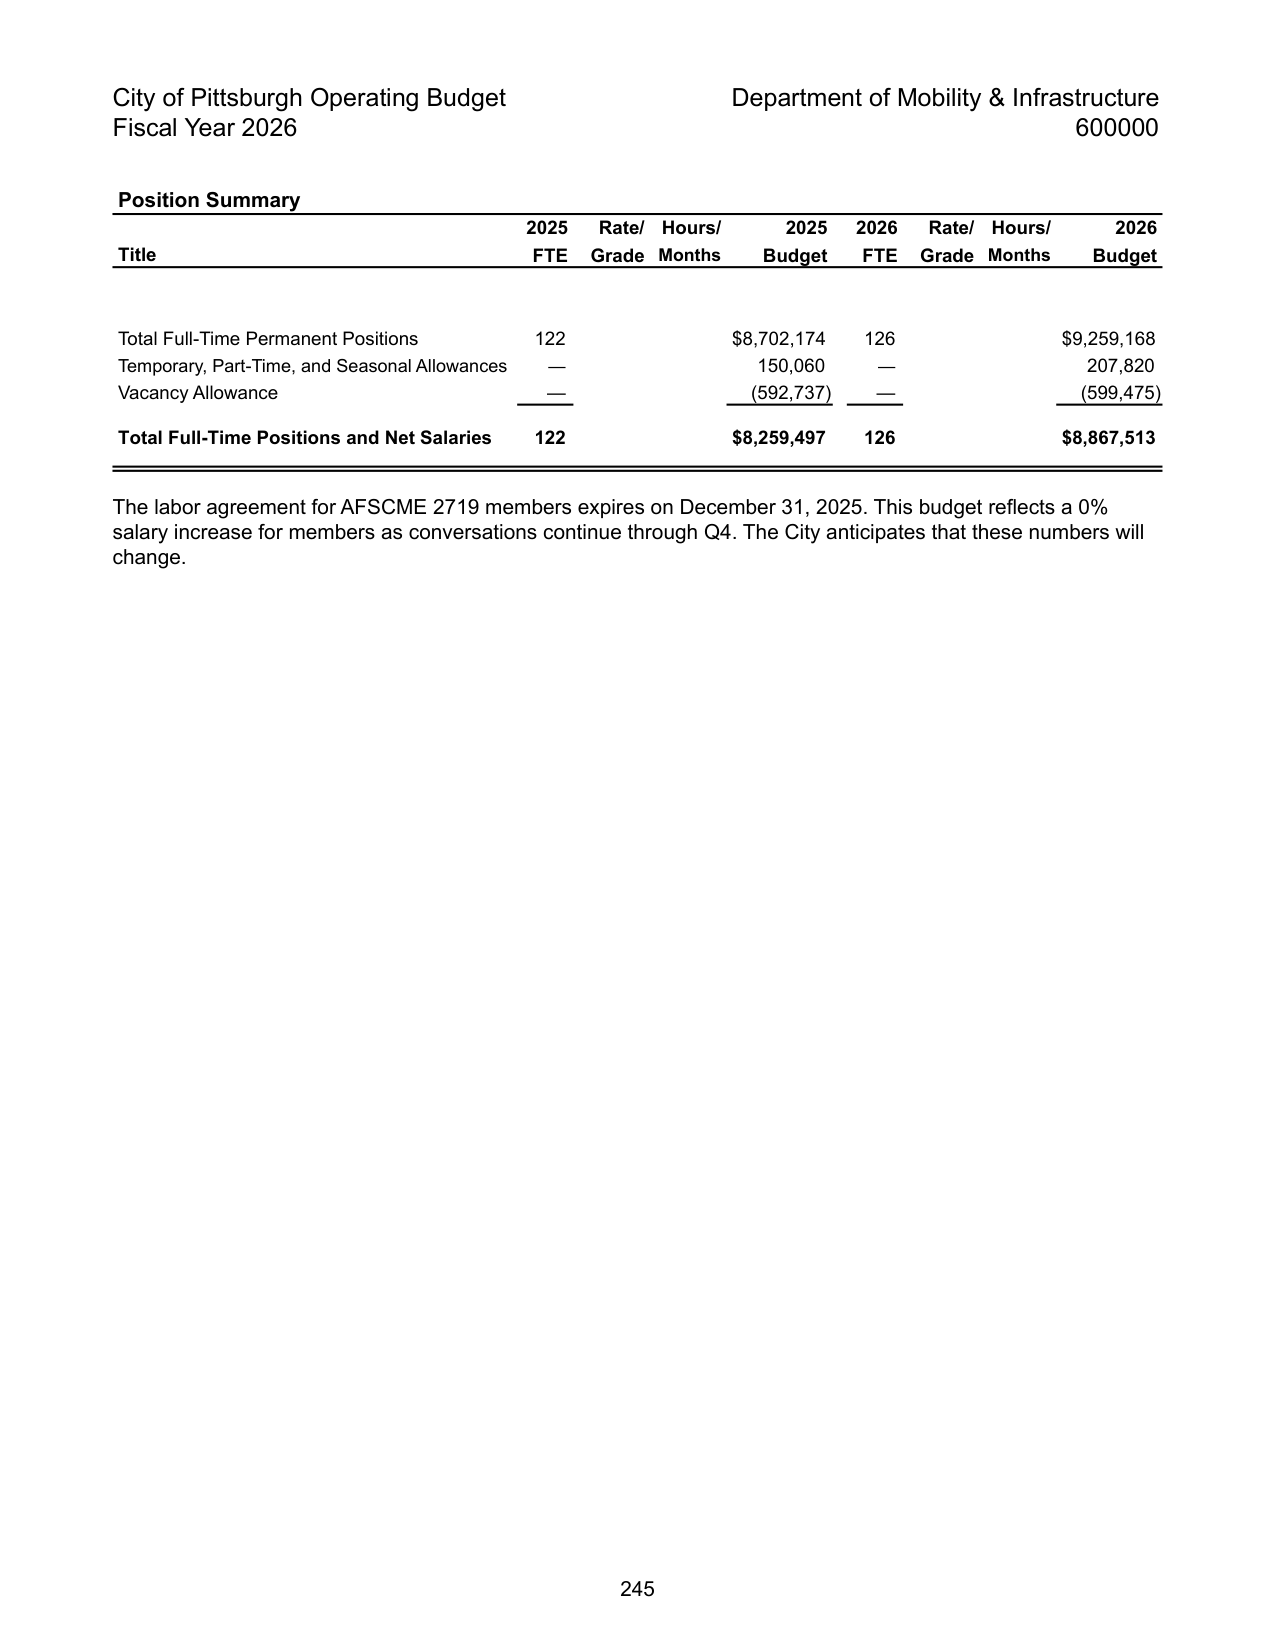 City of Pittsburgh Operating Budget Department of Mobility & Infrastructure
Fiscal Year 2026 600000
Position Summary
2025 Rate/ Hours/ 2025 2026 Rate/ Hours/ 2026
Title FTE Grade Months Budget FTE Grade Months Budget
Total Full-Time Permanent Positions 122 $8,702,174 126 $9,259,168
Temporary, Part-Time, and Seasonal Allowances — 150,060 — 207,820
Vacancy Allowance — (592,737) — (599,475)
Total Full-Time Positions and Net Salaries 122 $8,259,497 126 $8,867,513
The labor agreement for AFSCME 2719 members expires on December 31, 2025. This budget reflects a 0%
salary increase for members as conversations continue through Q4. The City anticipates that these numbers will
change.
245